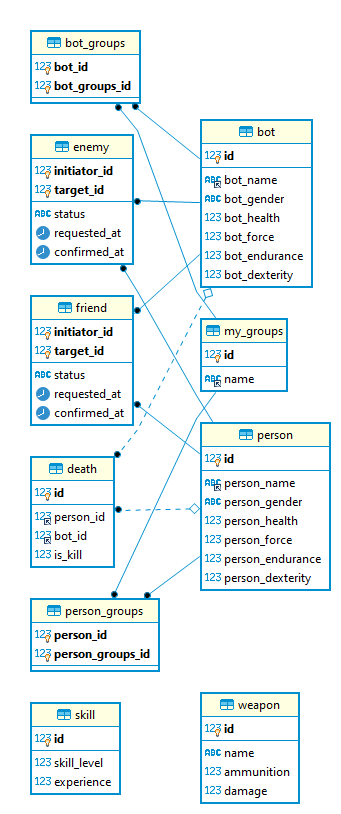 bot_groups
123 bot_id
123 bot_groups_id
enemy
123 initiator_id
123 target_id
ABC status
requested_at
confirmed_at
friend
123 initiator_id
123 target_id
ABC status
requested_at
confirmed_at
death
123 id
123 person_id
123 bot_id
123 is_kill
person_groups
123 person_id
123 person_groups_id
skill
123 id
123 skill_level
123 experience
bot
123 id
ABC bot_name
ABC bot_gender
123 bot_health
123 bot_force
123 bot_endurance
123 bot_dexterity
my_groups
123 id
ABC name
person
123 id
ABC person_name
ABC person_gender
123 person_health
123 person_force
123 person_endurance
123 person_dexterity
weapon
123 id
ABC name
123 ammunition
123 damage